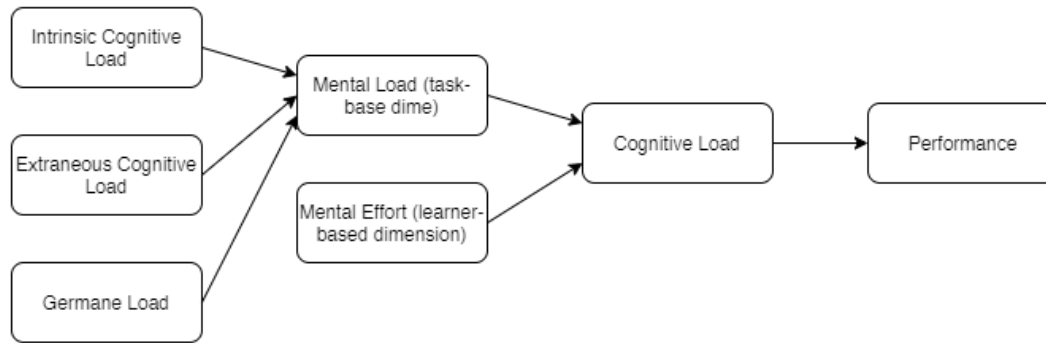 Intrinsic Cognitive
Load
Extraneous Cognitive
Load
Germane Load
Mental Load (task-
base dime)
Mental Effort (learner-
based dimension)
Cognitive Load
Performance